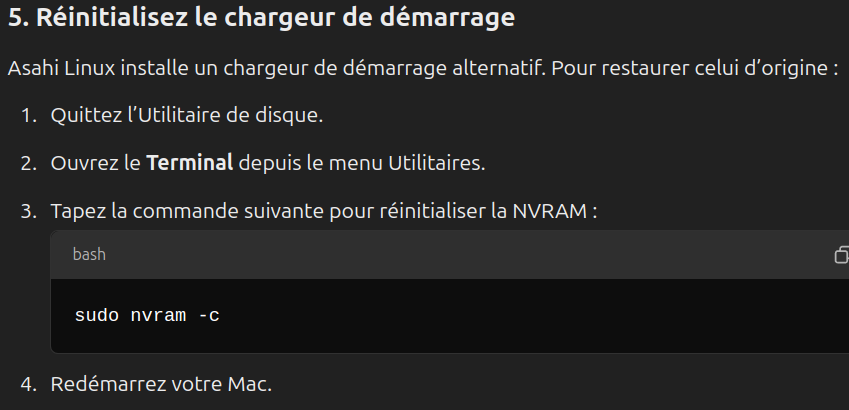 5. Réinitialisez le chargeur de démarrage
Asahi Linux installe un chargeur de démarrage alternatif. Pour restaurer celui d’origine :
1. Quittez l’Utilitaire de disque.
2. Ouvrez le Terminal depuis le menu Utilitaires.
3. Tapez la commande suivante pour réinitialiser la NVRAM :
bash
sudo nvram -c
4. Redémarrez votre Mac.